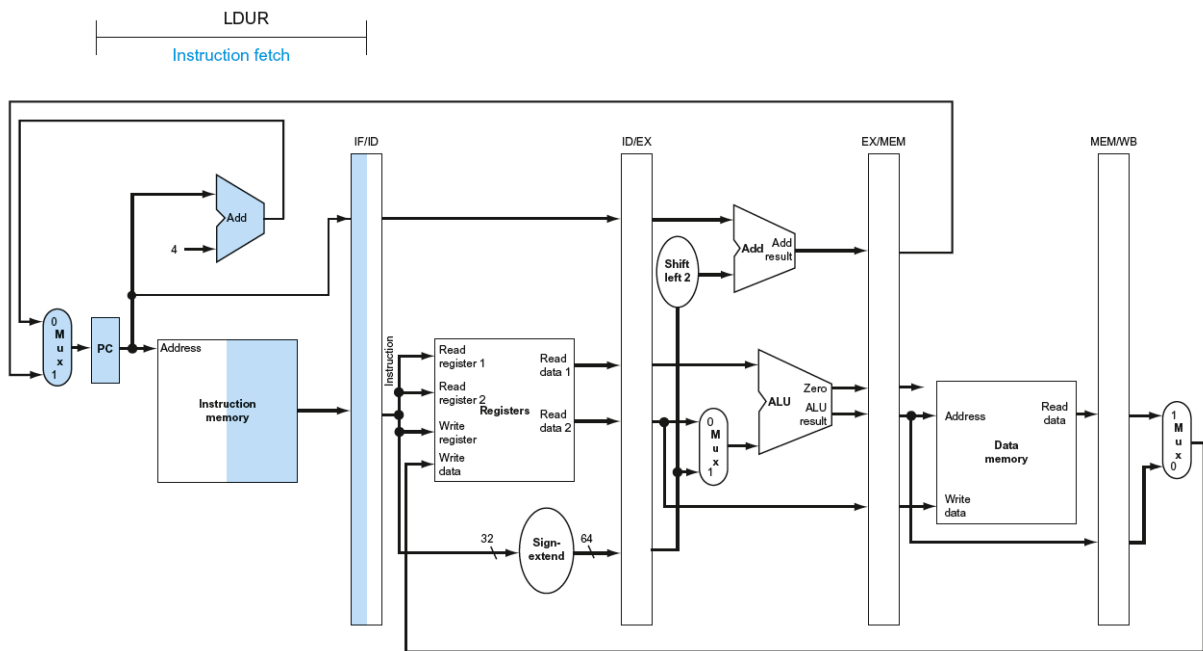 LDUR
Instruction fetch
IF/ID
ID/EX
EX/MEM
MEM/WB
Add
4
Add
Add
result
Shift
left 2
0
M
u
x
1
PC
Address
Instruction
memory
Instruction
Read
register 1
Read
register 2
Write
register
Write
data
Registers
Read
data 1
Read
data 2
0
M
u
x
1
ALU
Zero
ALU
result
Address
Read
data
Data
memory
Write
data
1
M
u
x
0
32
Sign-
extend
64